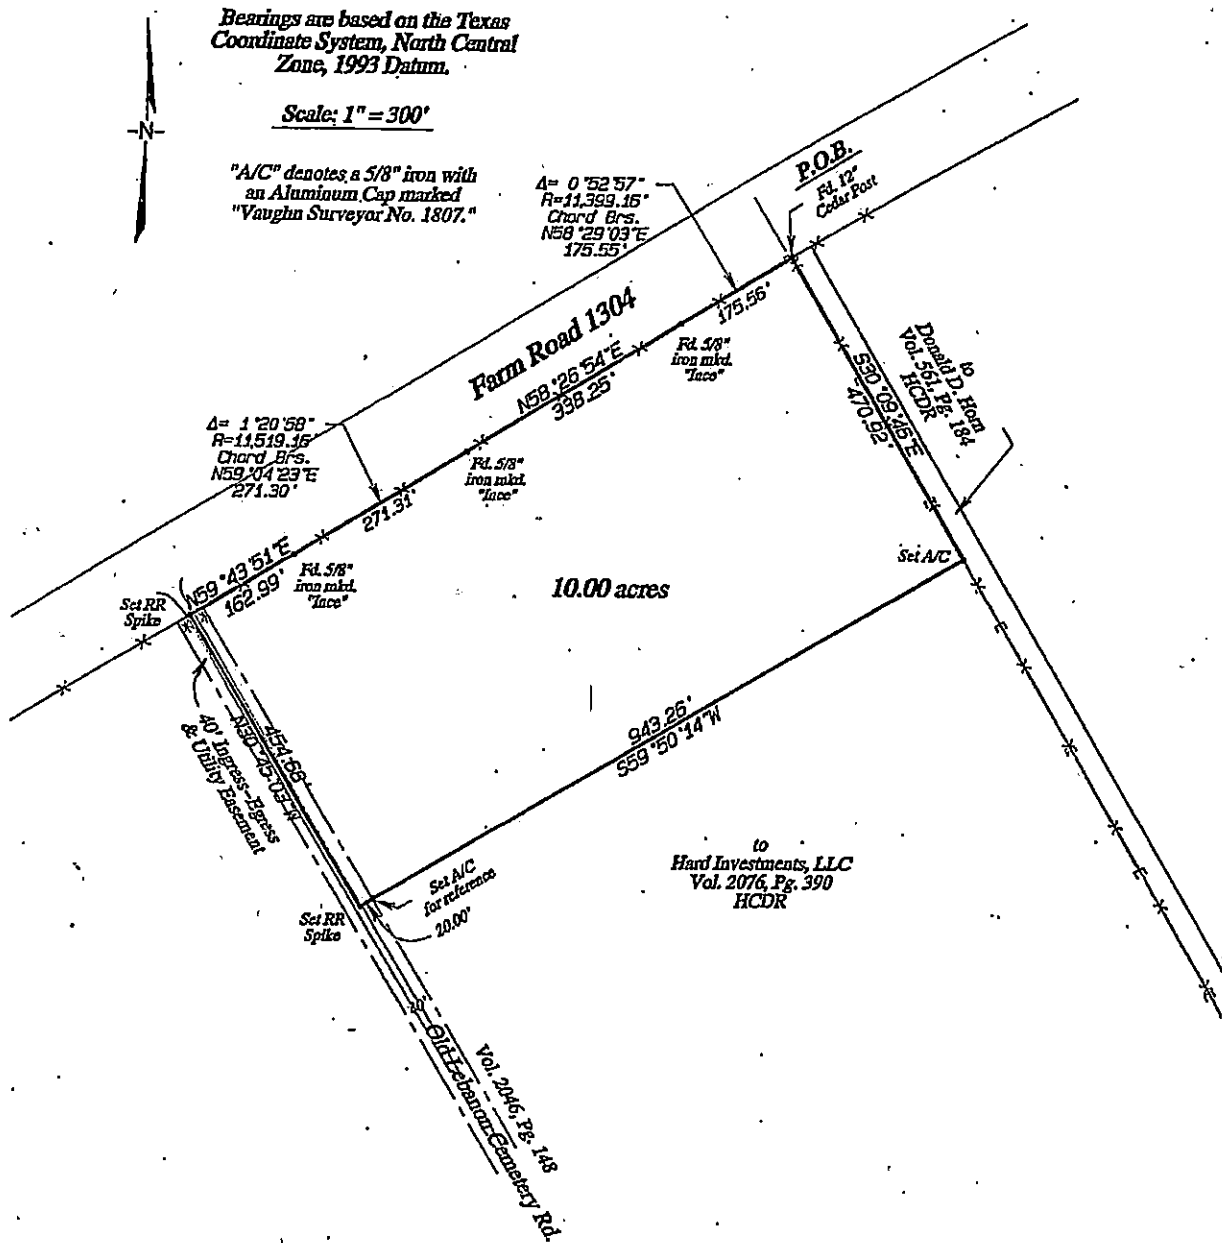 Bearings are based on the Texas
Coordinate System, North Central
Zone, 1993 Datum.
Scale: 1" = 300'
-N-
"A/C" denotes a 5/8" iron with
an Aluminum Cap marked
"Vaughn Surveyor No. 1807."
Δ= 0°52'57"
R=11,399.16'
Chord Brs.
N58°29'03"E
175.55'
P.O.B.
Fd. 12"
Cedar Post
Farm Road 1304
175.56'
Fd. 5/8"
iron mkd.
"Ince"
N58°26'54"E
338.25'
to
Donald D. Horn
Vol. 561, Pg. 184
HCDR
S30°09'46"E
470.92'
Δ= 1°20'58"
R=11,519.16'
Chord Brs.
N59°04'23"E
271.30'
Fd. 5/8"
iron mkd.
"Ince"
271.31'
N59°43'51"E
162.99'
Fd. 5/8"
iron mkd.
"Ince"
Set RR
Spike
Set A/C
10.00 acres
40' Ingress-Egress
& Utility Easement
454.68'
N30°45'03"W
943.26'
S59°50'14"W
to
Hard Investments, LLC
Vol. 2076, Pg. 390
HCDR
Set A/C
for reference
20.00'
Set RR
Spike
Old Lebanon Cemetery Rd.
Vol. 2046, Pg. 148